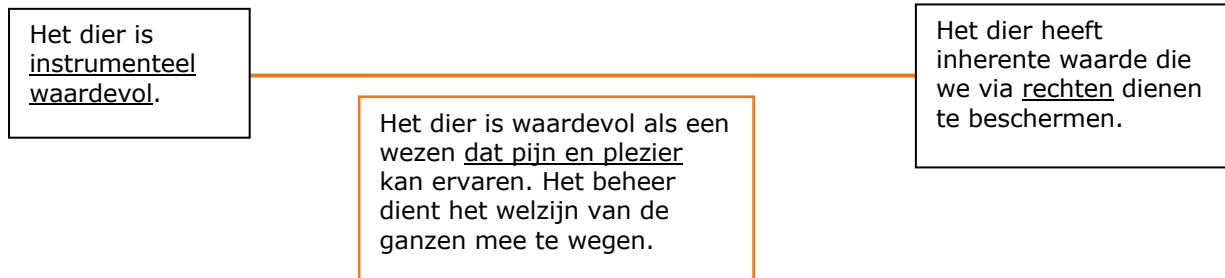 Het dier is
instrumenteel
waardevol.
Het dier is waardevol als een
wezen dat pijn en plezier
kan ervaren. Het beheer
dient het welzijn van de
ganzen mee te wegen.
Het dier heeft
inherente waarde die
we via rechten dienen
te beschermen.